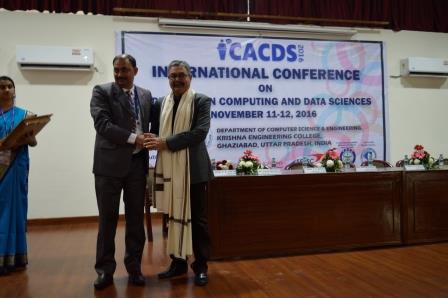 iCACDS 2016
INTERNATIONAL CONFERENCE
ON
IN COMPUTING AND DATA SCIENCES
NOVEMBER 11-12, 2016
DEPARTMENT OF COMPUTER SCIENCE & ENGINEERING
KRISHNA ENGINEERING COLLEGE,
GHAZIABAD, UTTAR PRADESH, INDIA